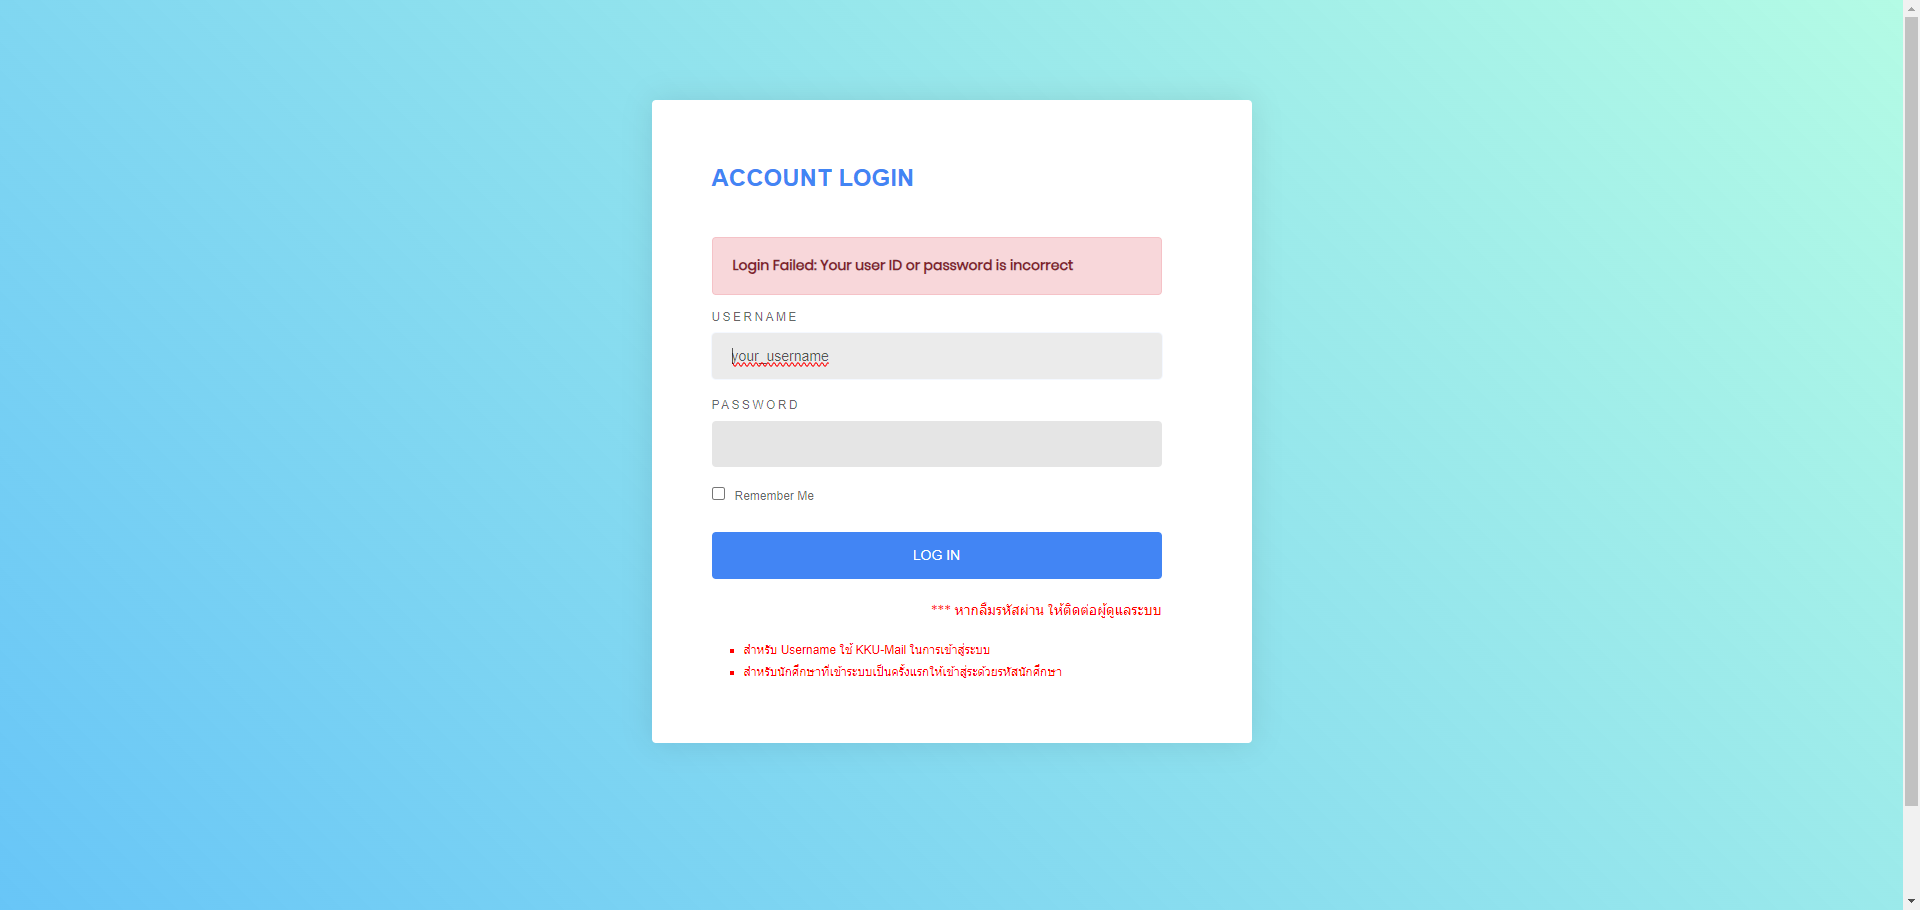 ACCOUNT LOGIN
Login Failed: Your user ID or password is incorrect
USERNAME
your_username
PASSWORD
Remember Me
LOG IN
*** หากลืมรหัสผ่าน ให้ติดต่อผู้ดูแลระบบ
สำหรับ Username ใช้ KKU-Mail ในการเข้าสู่ระบบ
สำหรับนักศึกษาที่เข้าระบบเป็นครั้งแรกให้เข้าสู่ระด้วยรหัสนักศึกษา